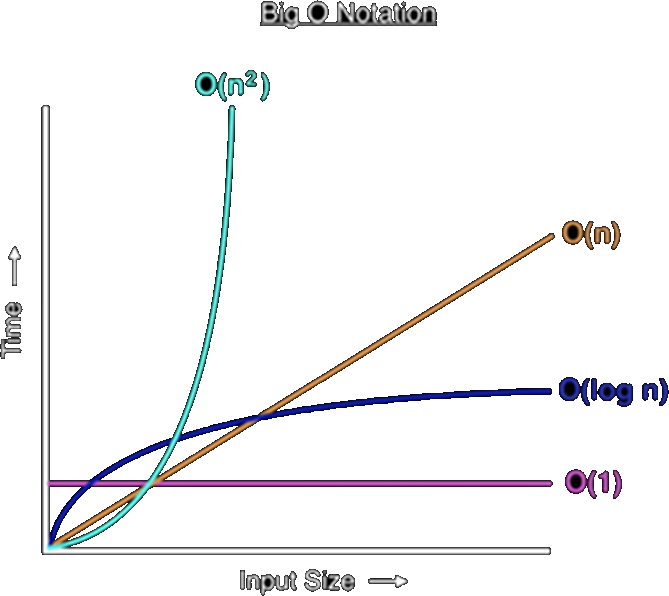 Big O Notation
O(n²)
O(n)
Time
O(log n)
O(1)
Input Size